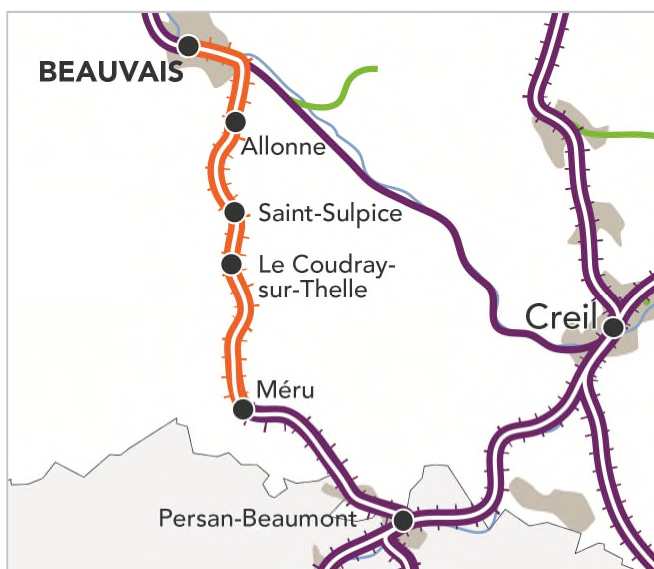 BEAUVAIS
Allonne
Saint-Sulpice
Le Coudray-
sur-Thelle
Creil
Méru
Persan-Beaumont